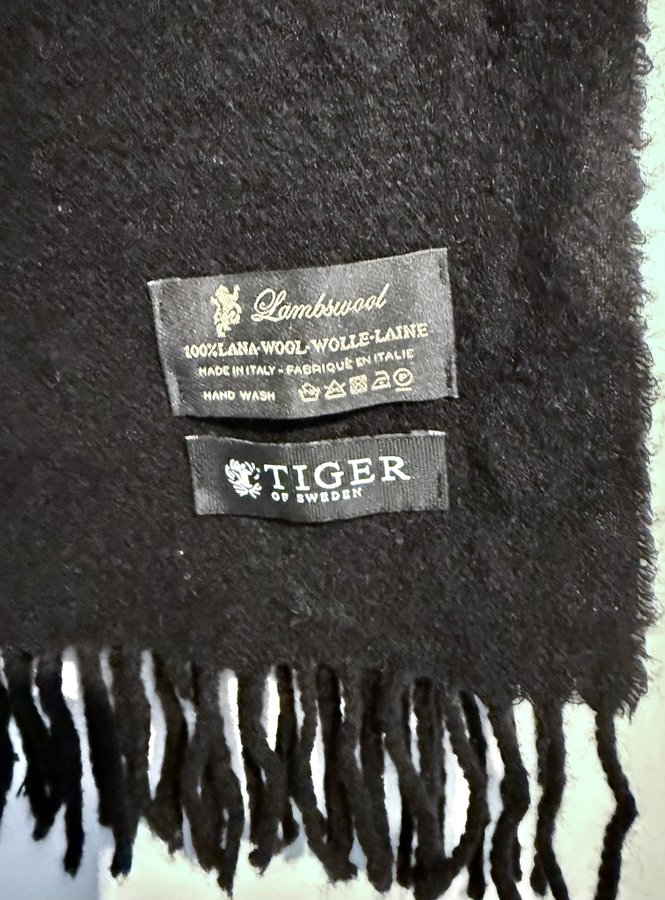 Lambswool
100%LANA-WOOL-WOLLE-LAINE
MADE IN ITALY - FABRIQUÉ EN ITALIE
HAND WASH
TIGER
OF SWEDEN